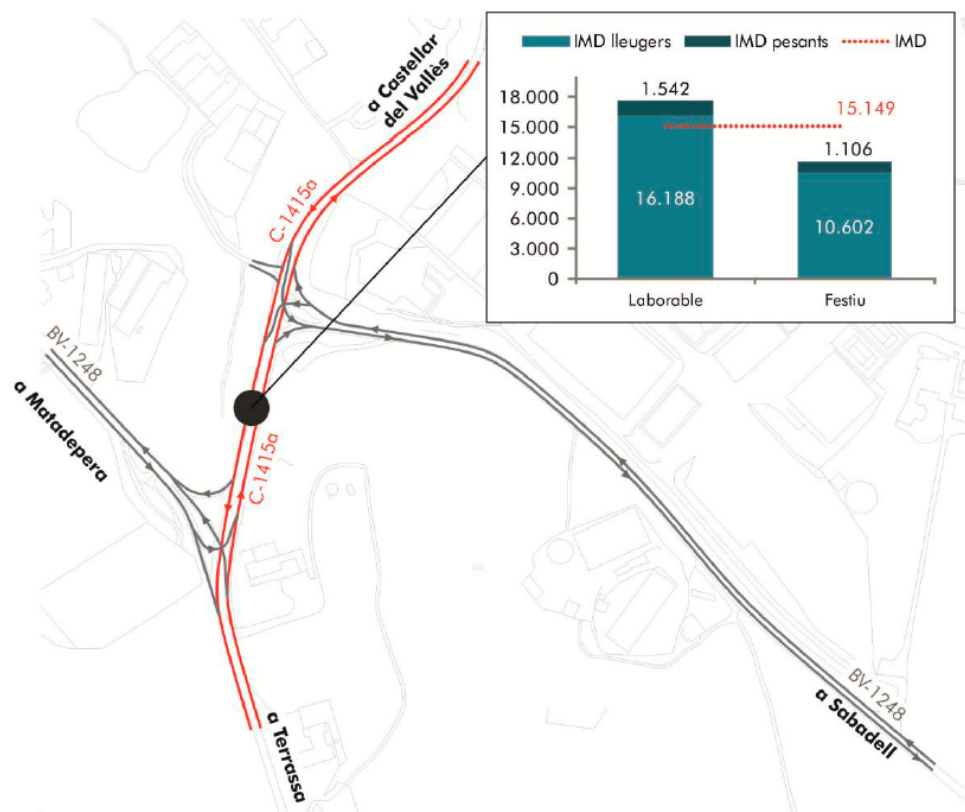 IMD lleugers IMD pesants IMD
18.000
15.000
12.000
9.000
6.000
3.000
0
1.542
16.188
15.149
1.106
10.602
Laborable Festiu
a Castellar
del Vallès
C-1415a
BV-1248
a Matadepera
C-1415a
a Terrassa
BV-1248
a Sabadell